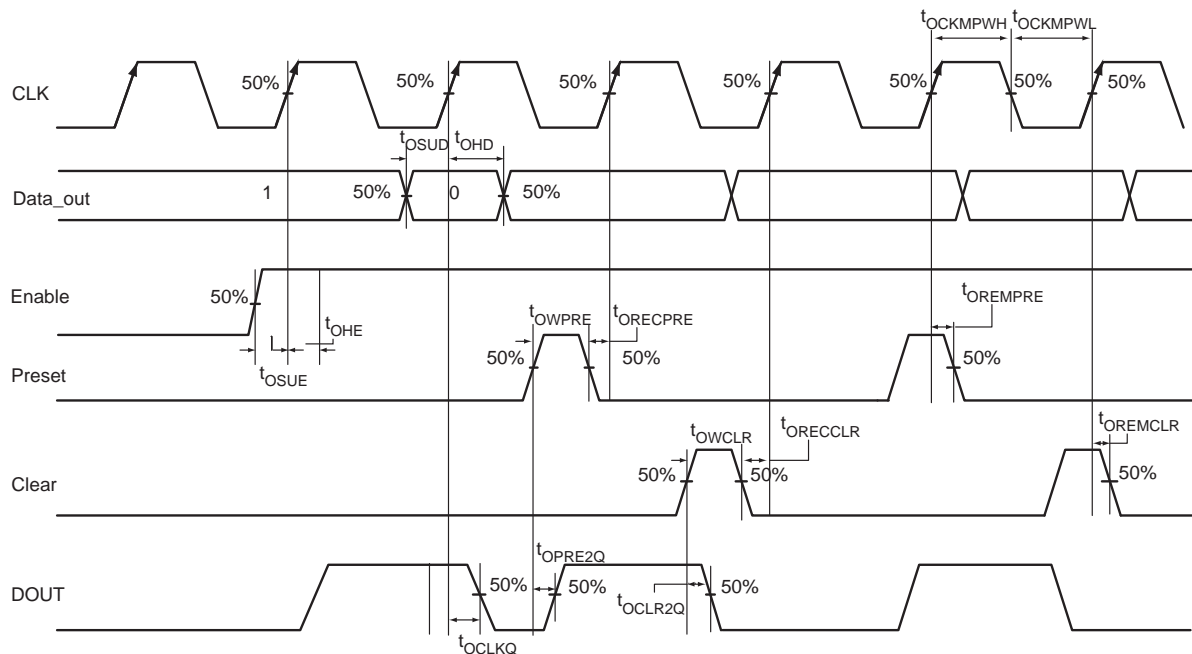 tOCKMPWH tOCKMPWL
CLK 50% 50% 50% 50% 50% 50% 50%
tOSUD tOHD
Data_out 1 50% 0 50%
Enable 50%
tOHE
tOSUE
tOWPRE tORECPRE tOREMPRE
Preset 50% 50% 50%
tOWCLR tORECCLR tOREMCLR
Clear 50% 50% 50%
tOPRE2Q
DOUT 50% 50% 50%
tOCLR2Q
tOCLKQ